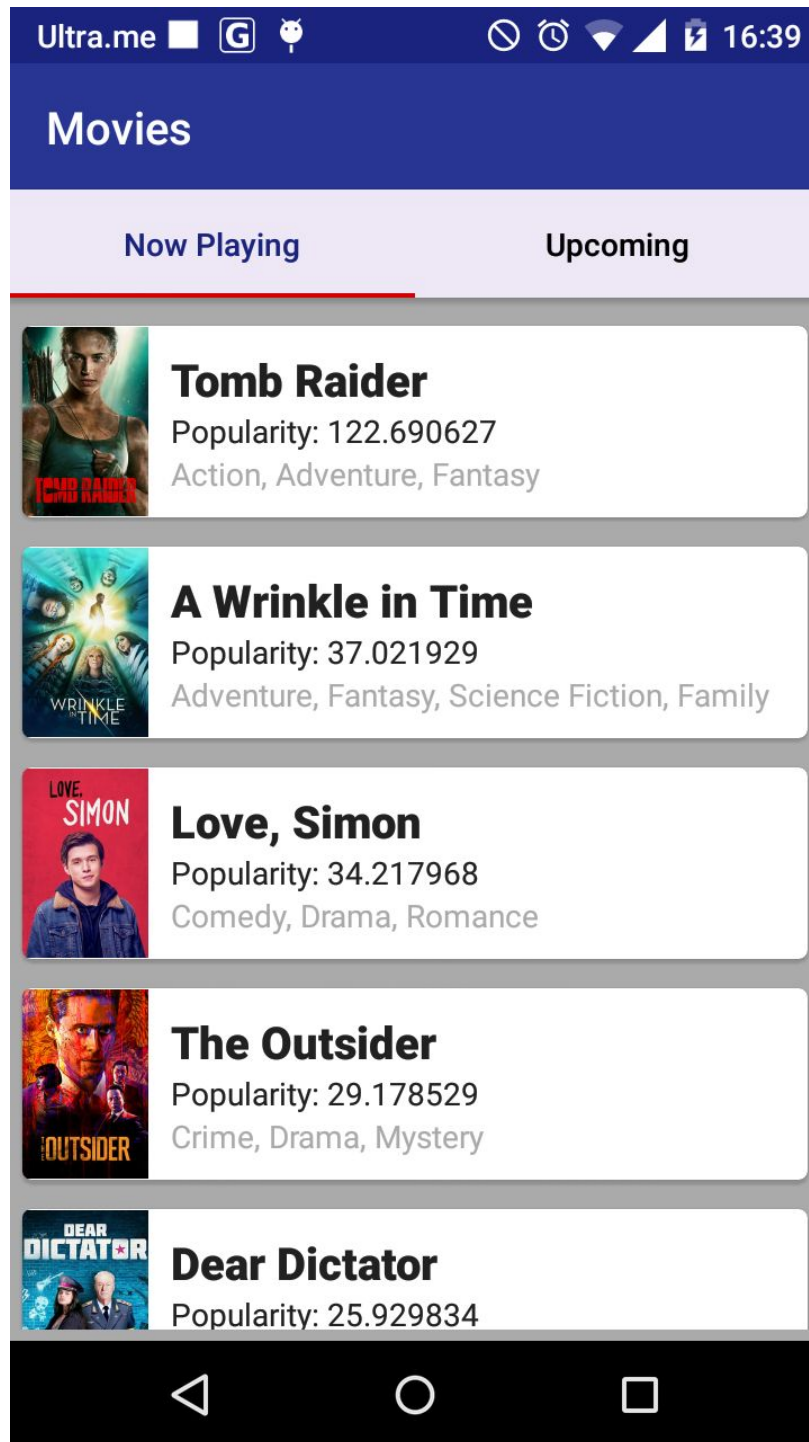 Ultra.me G 16:39
Movies
Now Playing Upcoming
TOMB RAIDER
Tomb Raider
Popularity: 122.690627
Action, Adventure, Fantasy
WRINKLE
IN TIME
A Wrinkle in Time
Popularity: 37.021929
Adventure, Fantasy, Science Fiction, Family
LOVE,
SIMON
Love, Simon
Popularity: 34.217968
Comedy, Drama, Romance
THE OUTSIDER
The Outsider
Popularity: 29.178529
Crime, Drama, Mystery
DEAR
DICTATOR
Dear Dictator
Popularity: 25.929834